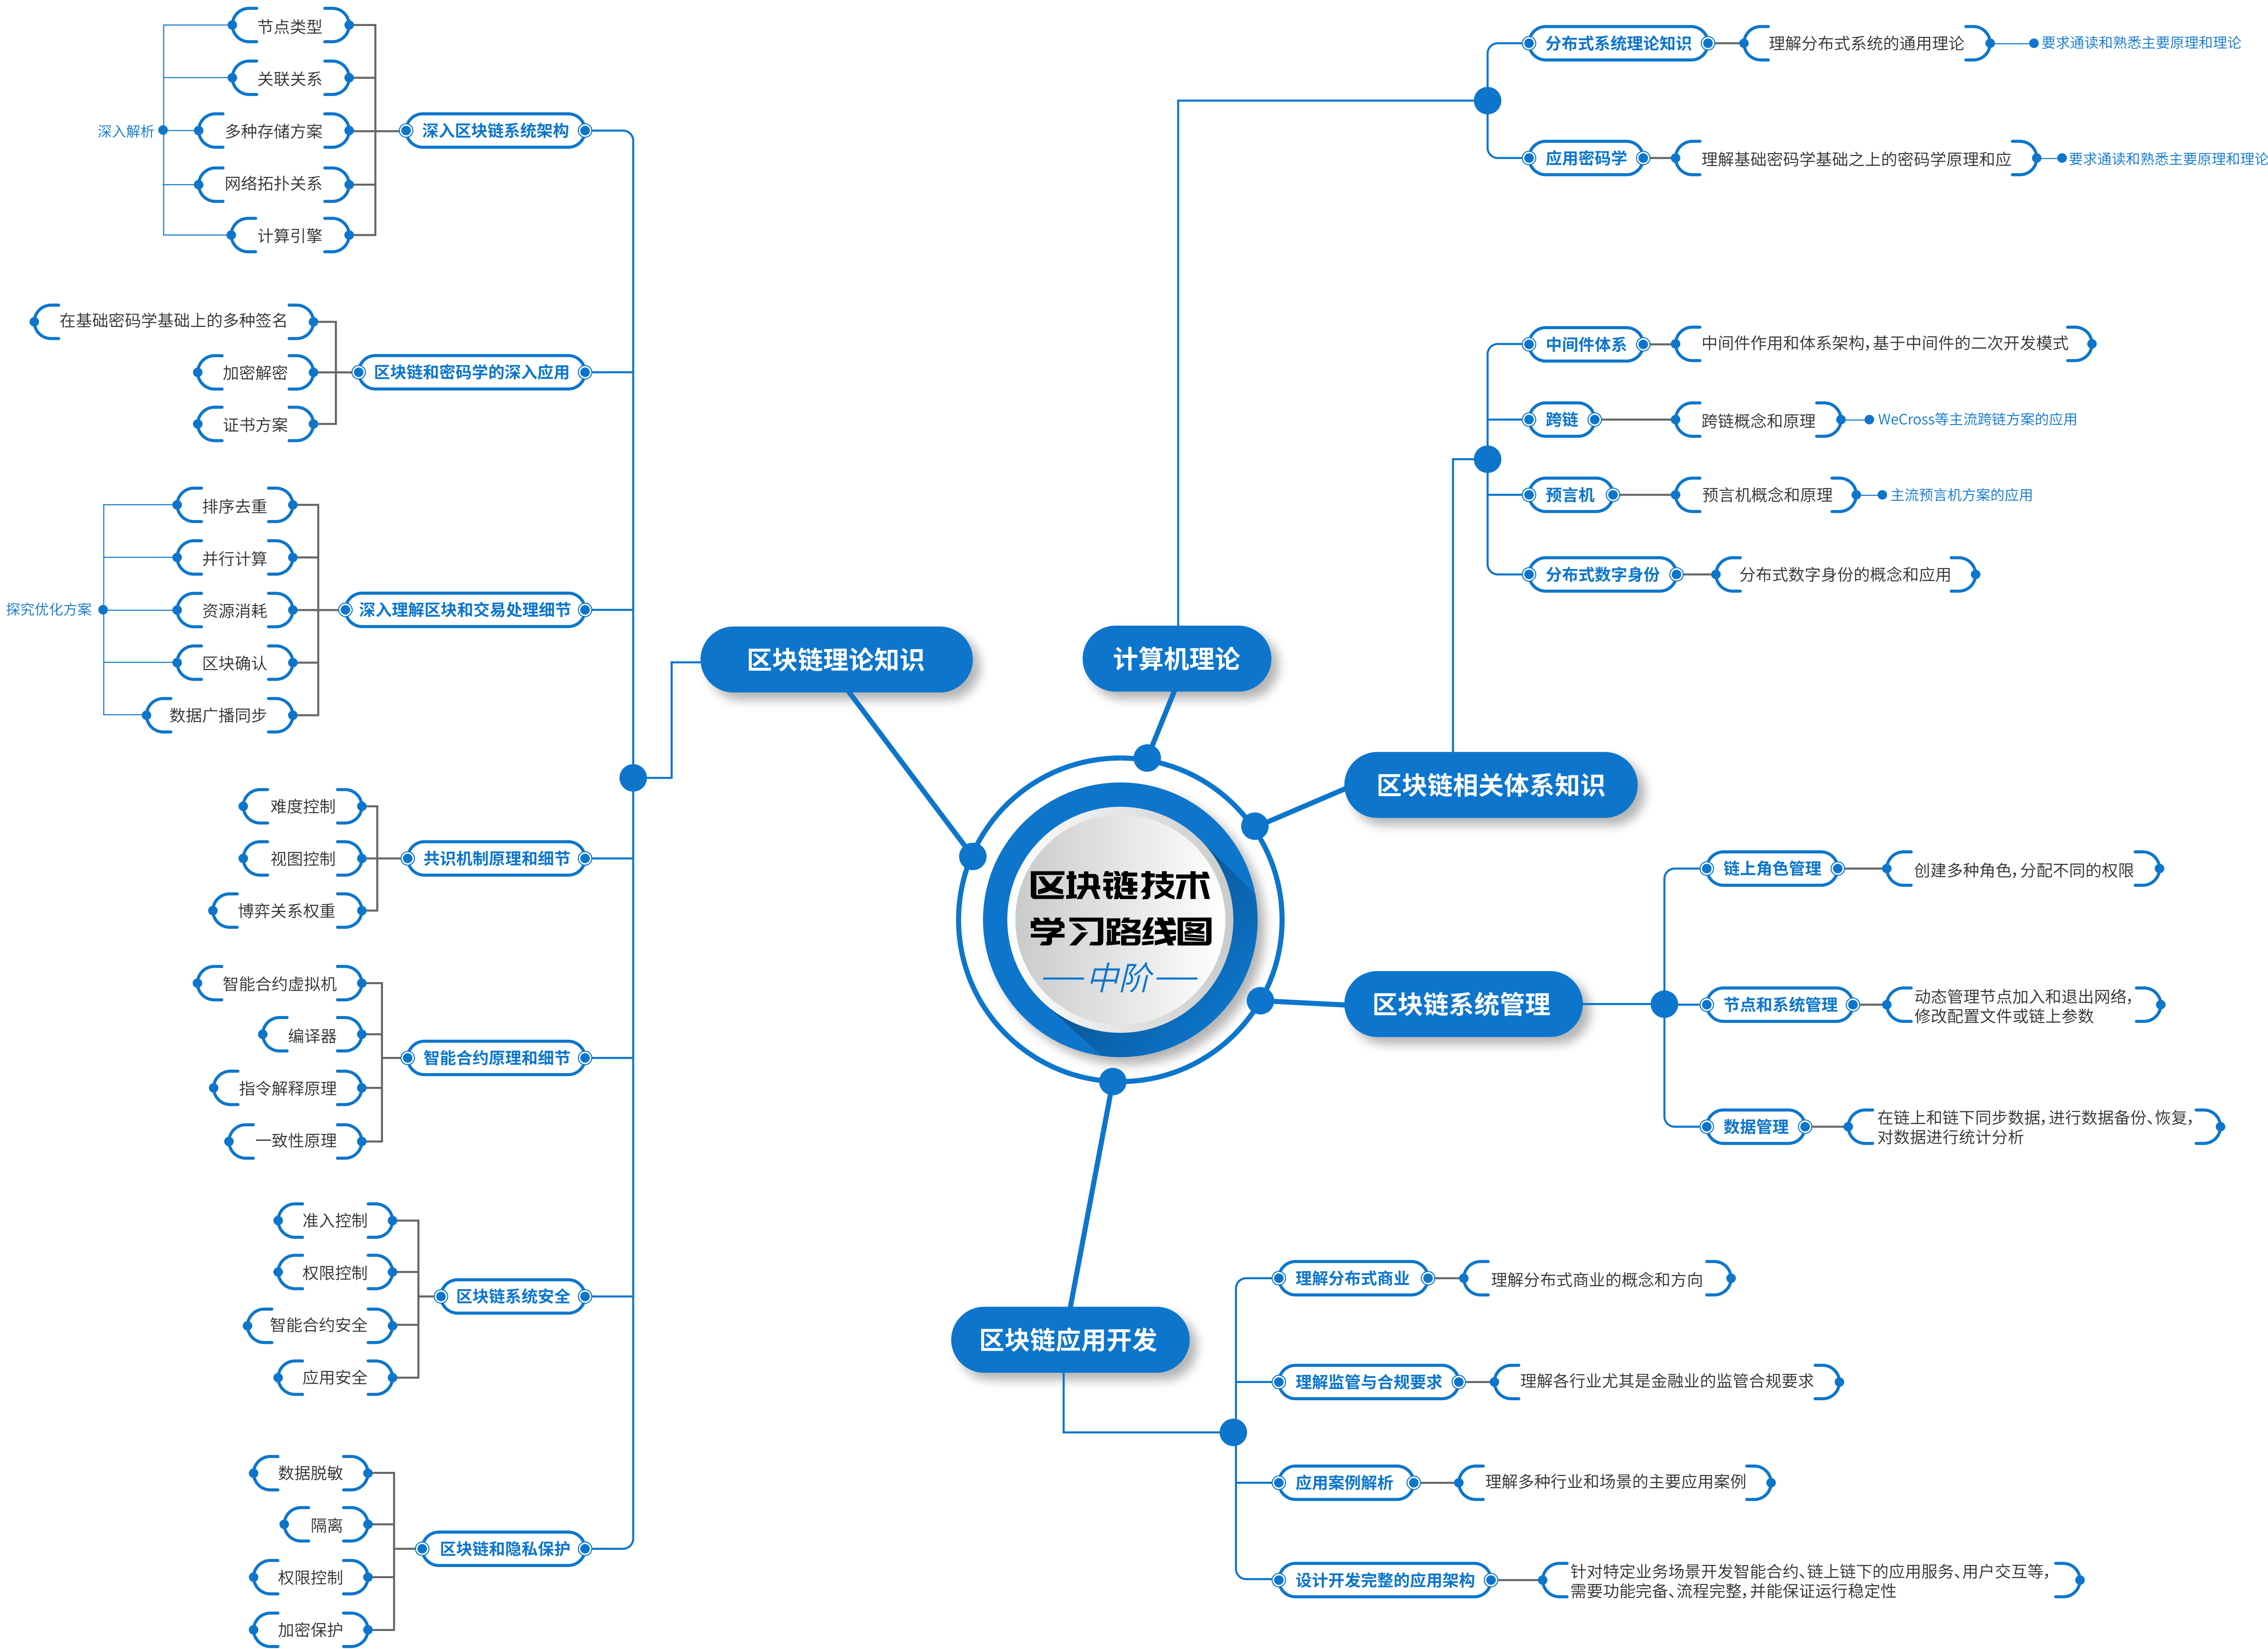 区块链技术
学习路线图
中阶
区块链理论知识
深入区块链系统架构
节点类型
关联关系
多种存储方案
网络拓扑关系
计算引擎
深入解析
区块链和密码学的深入应用
在基础密码学基础上的多种签名
加密解密
证书方案
深入理解区块和交易处理细节
排序去重
并行计算
资源消耗
区块确认
数据广播同步
探究优化方案
共识机制原理和细节
难度控制
视图控制
博弈关系权重
智能合约原理和细节
智能合约虚拟机
编译器
指令解释原理
一致性原理
区块链系统安全
准入控制
权限控制
智能合约安全
应用安全
区块链和隐私保护
数据脱敏
隔离
权限控制
加密保护
计算机理论
分布式系统理论知识
理解分布式系统的通用理论
要求通读和熟悉主要原理和理论
应用密码学
理解基础密码学基础之上的密码学原理和应
要求通读和熟悉主要原理和理论
区块链相关体系知识
中间件体系
中间件作用和体系架构，基于中间件的二次开发模式
跨链
跨链概念和原理
WeCross等主流跨链方案的应用
预言机
预言机概念和原理
主流预言机方案的应用
分布式数字身份
分布式数字身份的概念和应用
区块链系统管理
链上角色管理
创建多种角色，分配不同的权限
节点和系统管理
动态管理节点加入和退出网络，
修改配置文件或链上参数
数据管理
在链上和链下同步数据，进行数据备份、恢复，
对数据进行统计分析
区块链应用开发
理解分布式商业
理解分布式商业的概念和方向
理解监管与合规要求
理解各行业尤其是金融业的监管合规要求
应用案例解析
理解多种行业和场景的主要应用案例
设计开发完整的应用架构
针对特定业务场景开发智能合约、链上链下的应用服务、用户交互等，
需要功能完备、流程完整，并能保证运行稳定性